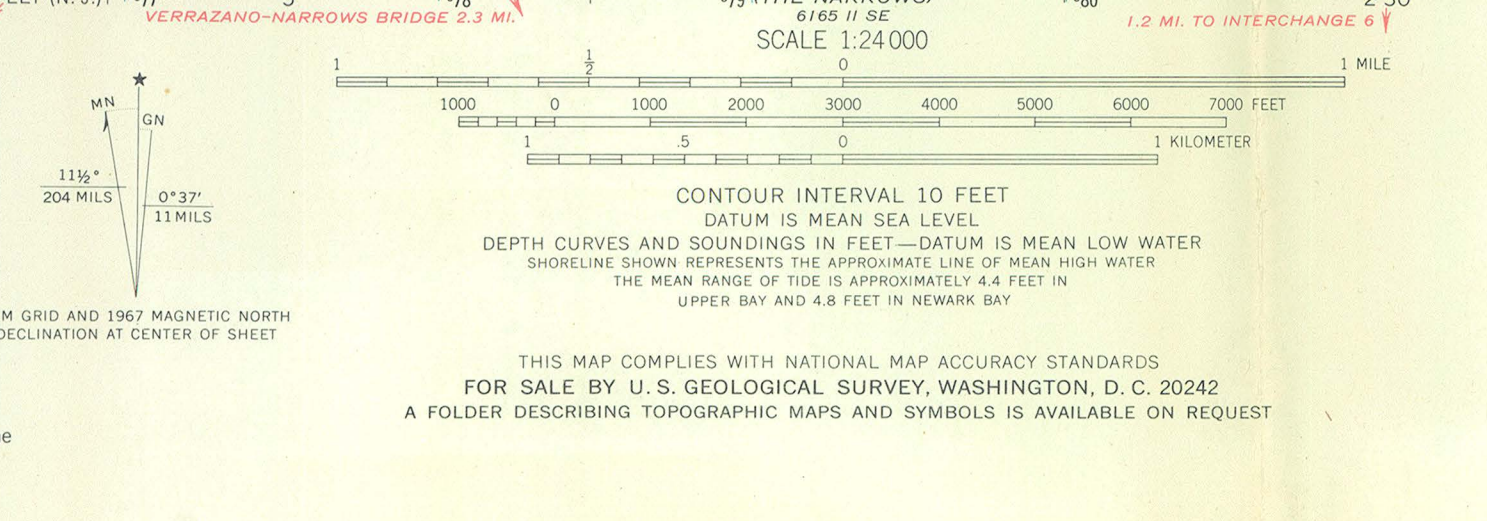 VERRAZANO-NARROWS BRIDGE 2.3 MI.
(THE NARROWS)
6165 II SE
1.2 MI. TO INTERCHANGE 6
SCALE 1:24 000
1 ½ 0 1 MILE
1000 0 1000 2000 3000 4000 5000 6000 7000 FEET
1 .5 0 1 KILOMETER
MN
GN
11½°
204 MILS
0°37′
11 MILS
M GRID AND 1967 MAGNETIC NORTH
DECLINATION AT CENTER OF SHEET
CONTOUR INTERVAL 10 FEET
DATUM IS MEAN SEA LEVEL
DEPTH CURVES AND SOUNDINGS IN FEET—DATUM IS MEAN LOW WATER
SHORELINE SHOWN REPRESENTS THE APPROXIMATE LINE OF MEAN HIGH WATER
THE MEAN RANGE OF TIDE IS APPROXIMATELY 4.4 FEET IN
UPPER BAY AND 4.8 FEET IN NEWARK BAY
THIS MAP COMPLIES WITH NATIONAL MAP ACCURACY STANDARDS
FOR SALE BY U. S. GEOLOGICAL SURVEY, WASHINGTON, D. C. 20242
A FOLDER DESCRIBING TOPOGRAPHIC MAPS AND SYMBOLS IS AVAILABLE ON REQUEST